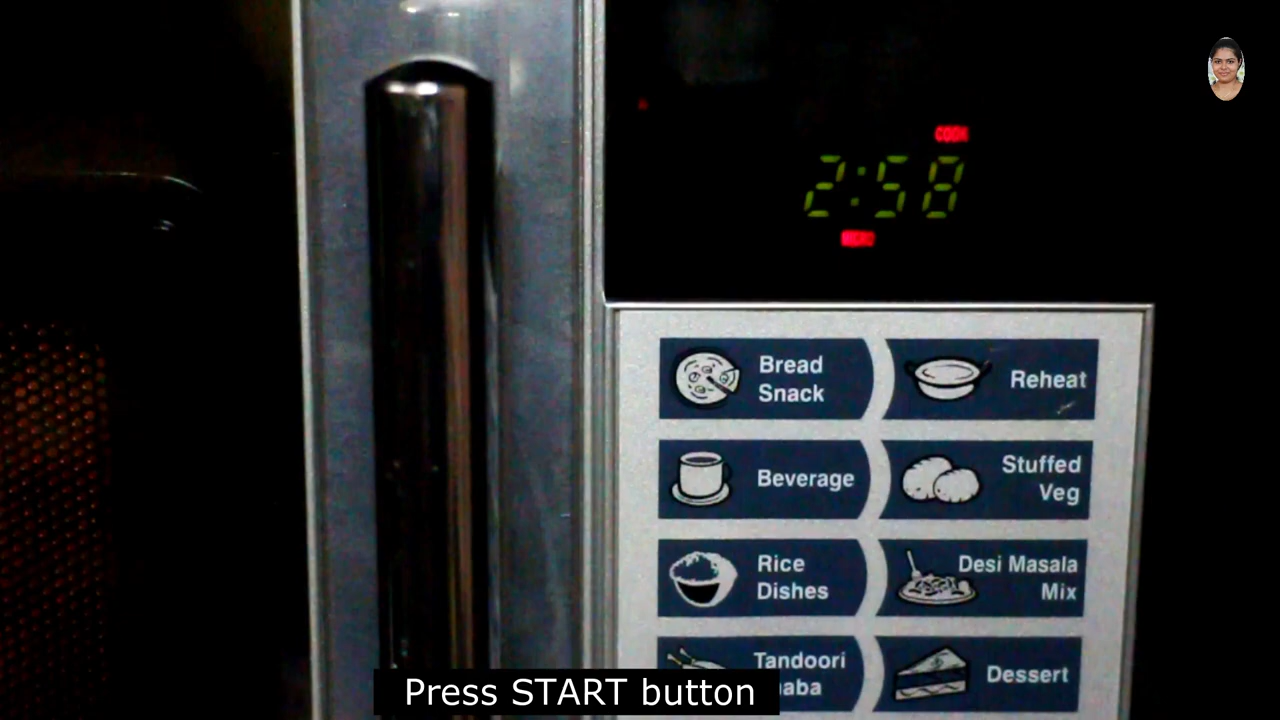 COOK
2:58
Bread
Snack
Reheat
Beverage
Stuffed
Veg
Rice
Dishes
Desi Masala
Mix
Tandoori
Dessert
Press START button